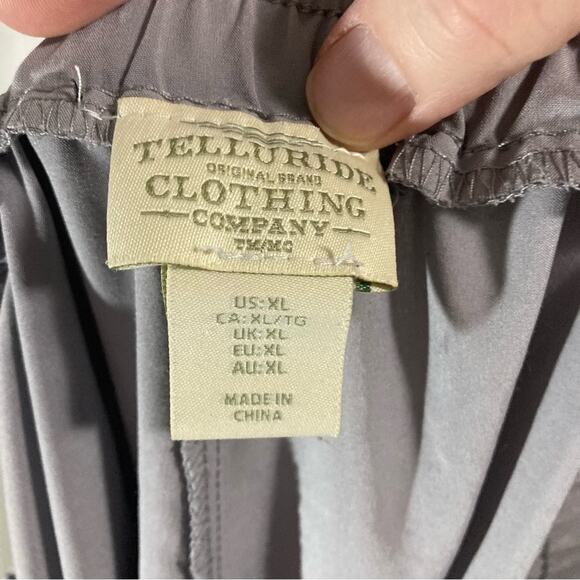 TELLURIDE
ORIGINAL BRAND
CLOTHING
COMPANY
TM/MC
US:XL
CA:XL/TG
UK:XL
EU:XL
AU:XL
MADE IN
CHINA